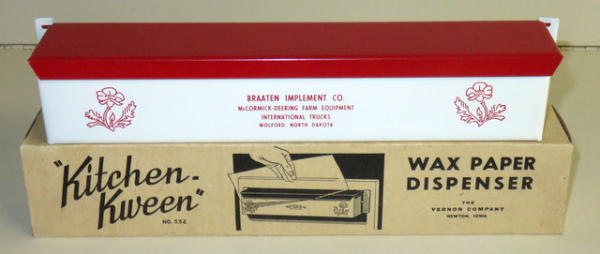 BRAATEN IMPLEMENT CO.
McCORMICK-DEERING FARM EQUIPMENT
INTERNATIONAL TRUCKS
WOLFORD, NORTH DAKOTA
"Kitchen-
Kween"
NO. 552
WAX PAPER
DISPENSER
THE
VERNON COMPANY
NEWTON, IOWA